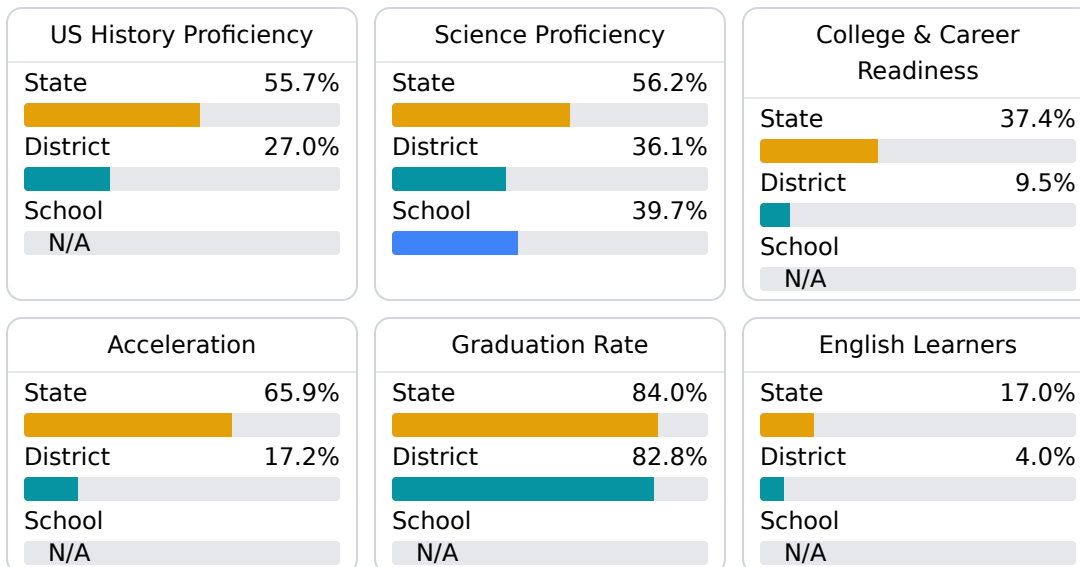 US History Proficiency
State 55.7%
District 27.0%
School
N/A
Science Proficiency
State 56.2%
District 36.1%
School 39.7%
College & Career
Readiness
State 37.4%
District 9.5%
School
N/A
Acceleration
State 65.9%
District 17.2%
School
N/A
Graduation Rate
State 84.0%
District 82.8%
School
N/A
English Learners
State 17.0%
District 4.0%
School
N/A